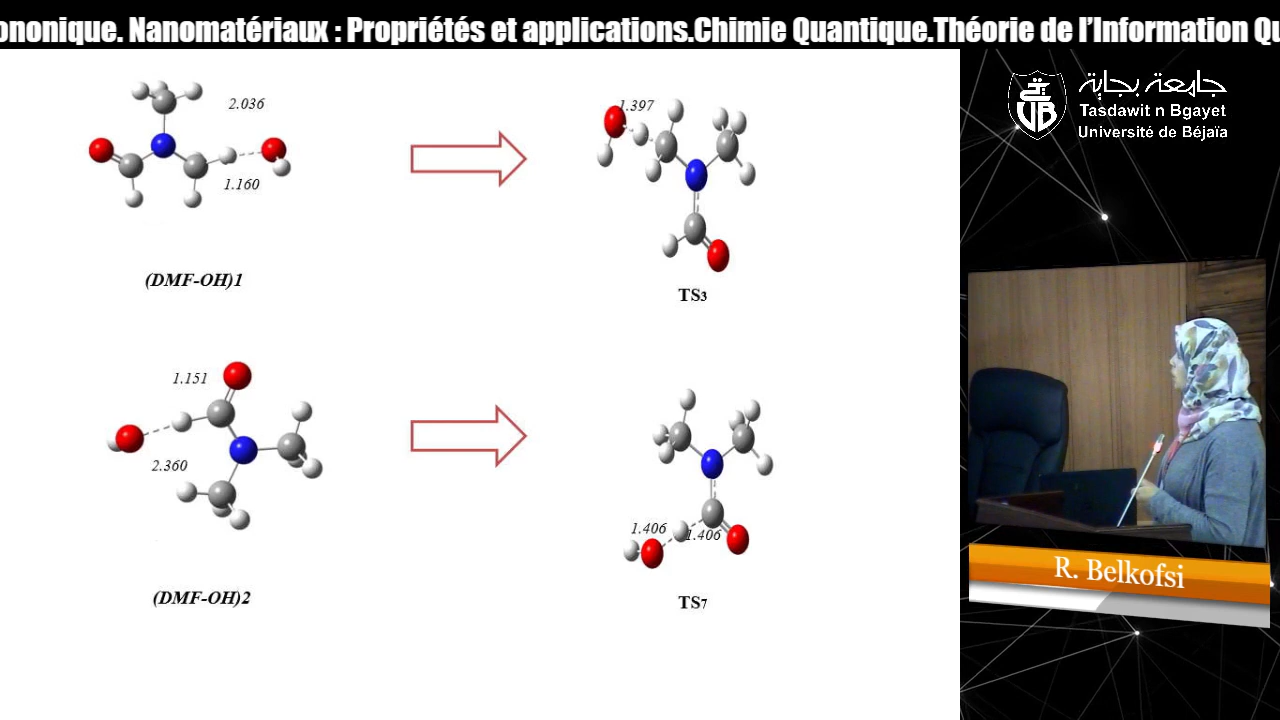 ononique. Nanomatériaux : Propriétés et applications.Chimie Quantique.Théorie de l’Information Qu
جامعة بجاية
Tasdawit n Bgayet
Université de Béjaïa
2.036
1.160
(DMF-OH)1
1.397
TS3
1.151
2.360
(DMF-OH)2
1.406
1.406
TS7
R. Belkofsi